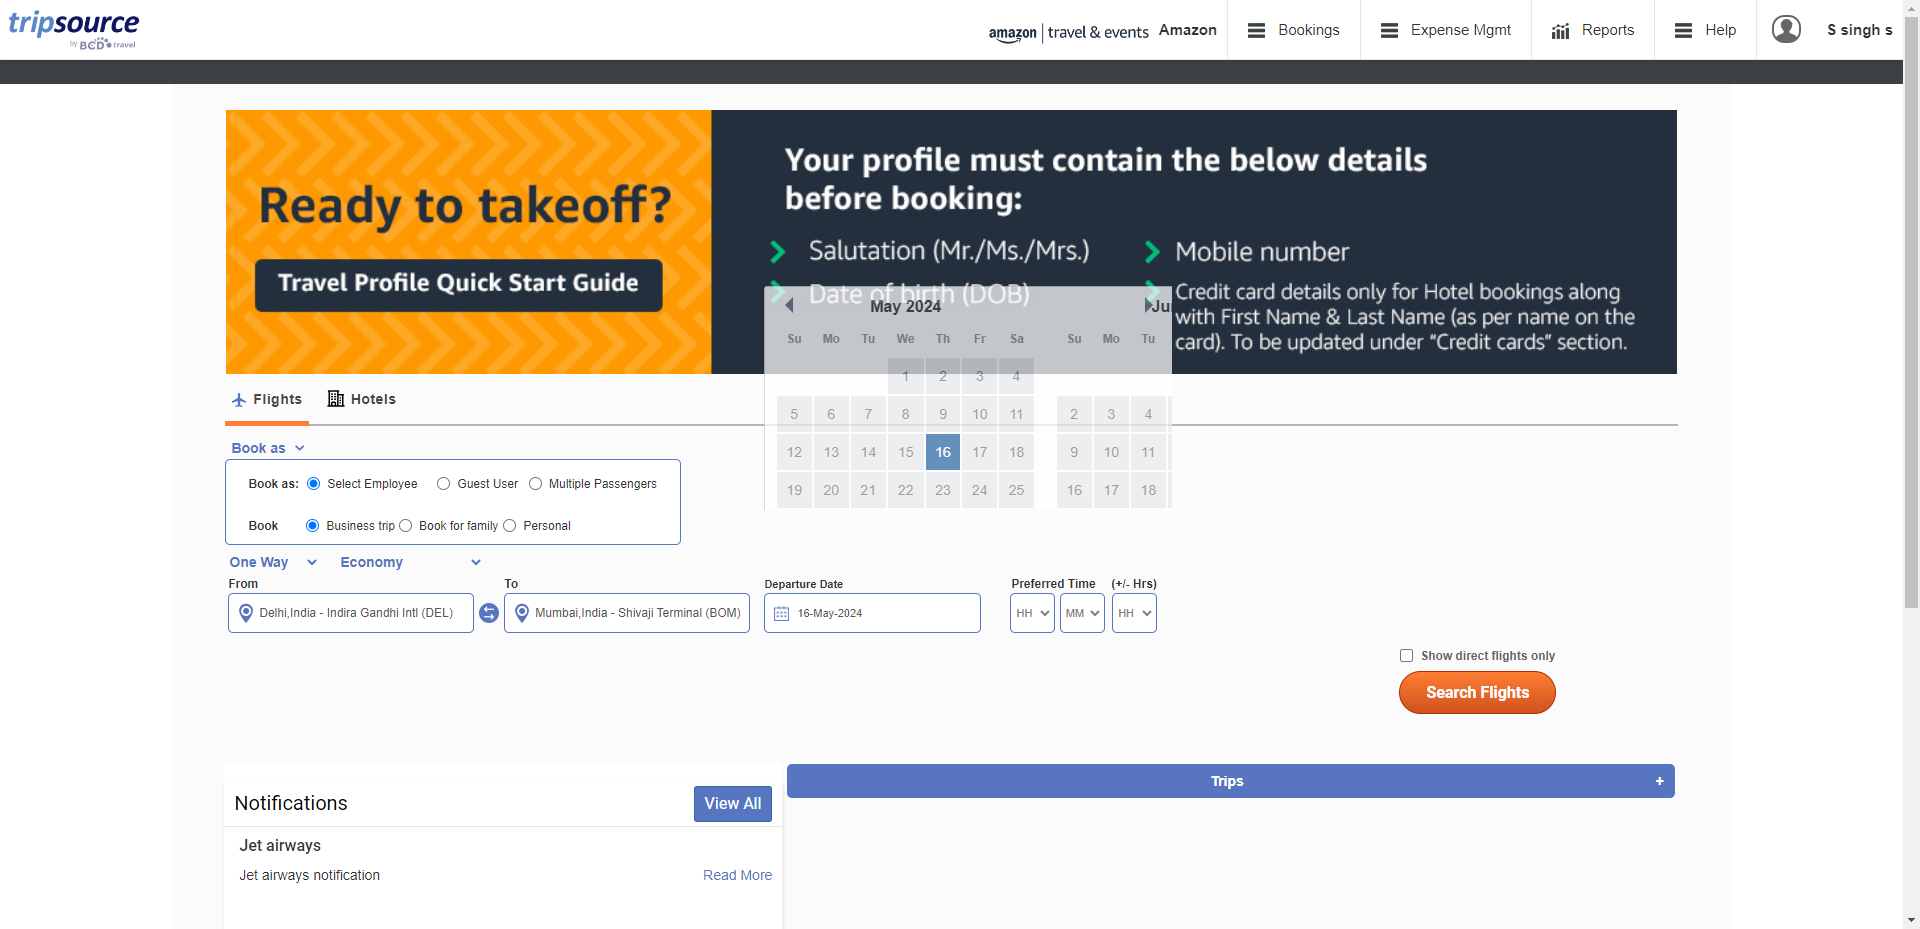 tripsource
by BCD travel
amazon | travel & events Amazon
Bookings
Expense Mgmt
Reports
Help
S singh s
Ready to takeoff?
Travel Profile Quick Start Guide
Your profile must contain the below details
before booking:
Salutation (Mr./Ms./Mrs.)
Mobile number
Date of birth (DOB)
Credit card details only for Hotel bookings along
with First Name & Last Name (as per name on the
card). To be updated under “Credit cards” section.
May 2024
Su Mo Tu We Th Fr Sa
1 2 3 4
5 6 7 8 9 10 11
12 13 14 15 16 17 18
19 20 21 22 23 24 25
Ju
Su Mo Tu
2 3 4
9 10 11
16 17 18
Flights
Hotels
Book as
Book as: Select Employee Guest User Multiple Passengers
Book Business trip Book for family Personal
One Way Economy
From To Departure Date Preferred Time (+/- Hrs)
Delhi,India - Indira Gandhi Intl (DEL) Mumbai,India - Shivaji Terminal (BOM) 16-May-2024 HH MM HH
Show direct flights only
Search Flights
Notifications
View All
Trips +
Jet airways
Jet airways notification
Read More